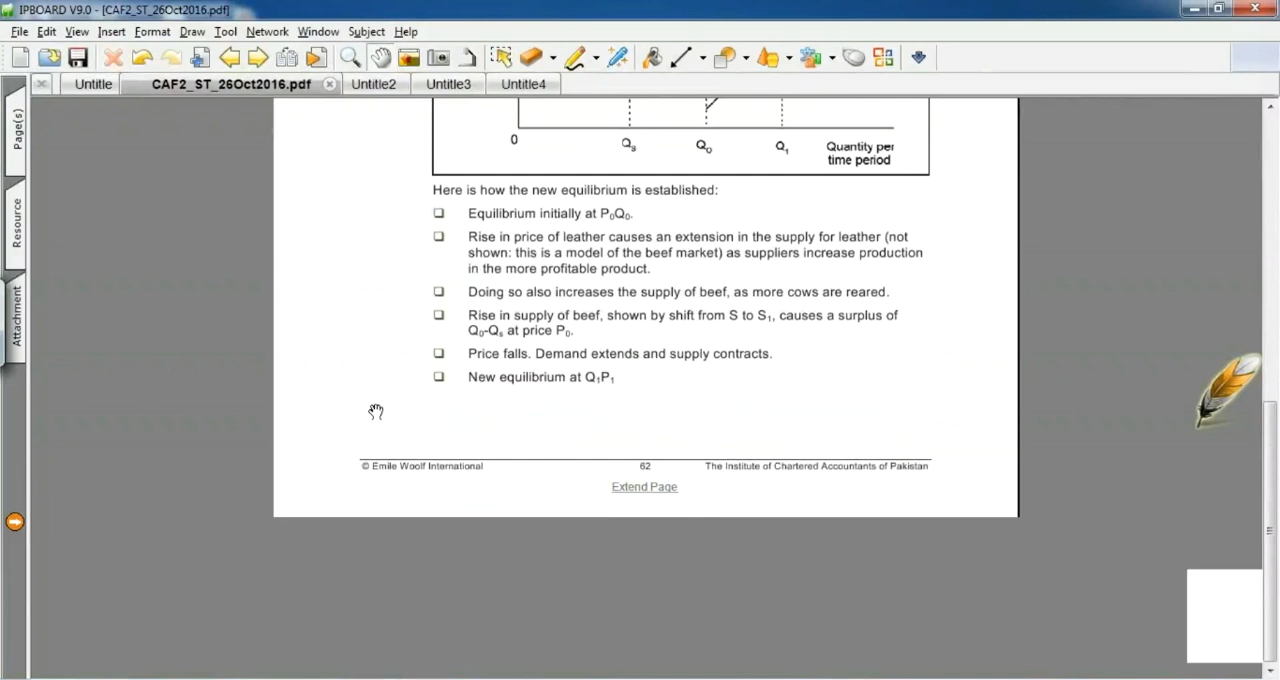 IPBOARD V9.0 - [CAF2_ST_26Oct2016.pdf]
File Edit View Insert Format Draw Tool Network Window Subject Help
Untitle CAF2_ST_26Oct2016.pdf Untitle2 Untitle3 Untitle4
Page(s)
Resource
Attachment
0 Qs Q0 Q1 Quantity per
time period
Here is how the new equilibrium is established:
❑ Equilibrium initially at P0Q0.
❑ Rise in price of leather causes an extension in the supply for leather (not
shown: this is a model of the beef market) as suppliers increase production
in the more profitable product.
❑ Doing so also increases the supply of beef, as more cows are reared.
❑ Rise in supply of beef, shown by shift from S to S1, causes a surplus of
Q0-Qs at price P0.
❑ Price falls. Demand extends and supply contracts.
❑ New equilibrium at Q1P1
© Emile Woolf International 62 The Institute of Chartered Accountants of Pakistan
Extend Page